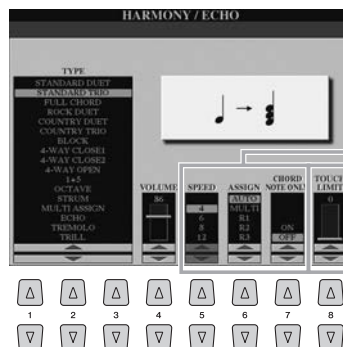 HARMONY / ECHO
TYPE
STANDARD DUET
STANDARD TRIO
FULL CHORD
ROCK DUET
COUNTRY DUET
COUNTRY TRIO
BLOCK
4-WAY CLOSE1
4-WAY CLOSE2
4-WAY OPEN
1+5
OCTAVE
STRUM
MULTI ASSIGN
ECHO
TREMOLO
TRILL
VOLUME
86
SPEED
4
6
8
12
ASSIGN
AUTO
MULTI
R1
R2
R3
CHORD
NOTE ONLY
ON
OFF
TOUCH
LIMIT
0
1 2 3 4 5 6 7 8